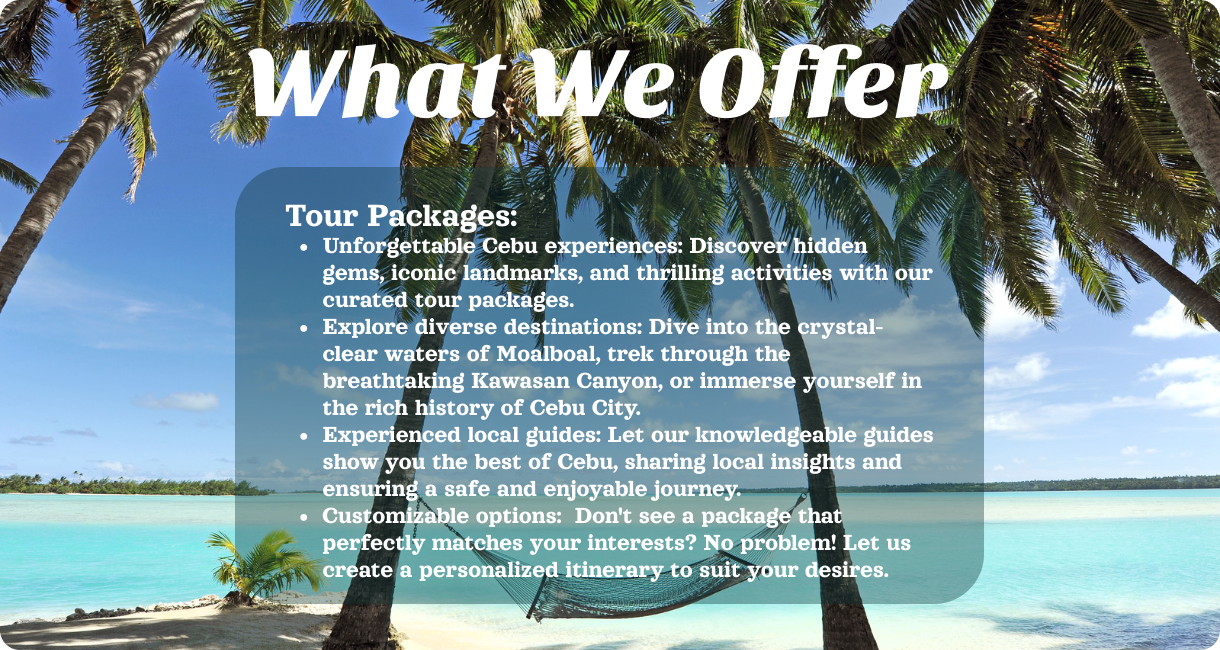 What We Offer
Tour Packages:
• Unforgettable Cebu experiences: Discover hidden
gems, iconic landmarks, and thrilling activities with our
curated tour packages.
• Explore diverse destinations: Dive into the crystal-
clear waters of Moalboal, trek through the
breathtaking Kawasan Canyon, or immerse yourself in
the rich history of Cebu City.
• Experienced local guides: Let our knowledgeable guides
show you the best of Cebu, sharing local insights and
ensuring a safe and enjoyable journey.
• Customizable options:  Don't see a package that
perfectly matches your interests? No problem! Let us
create a personalized itinerary to suit your desires.